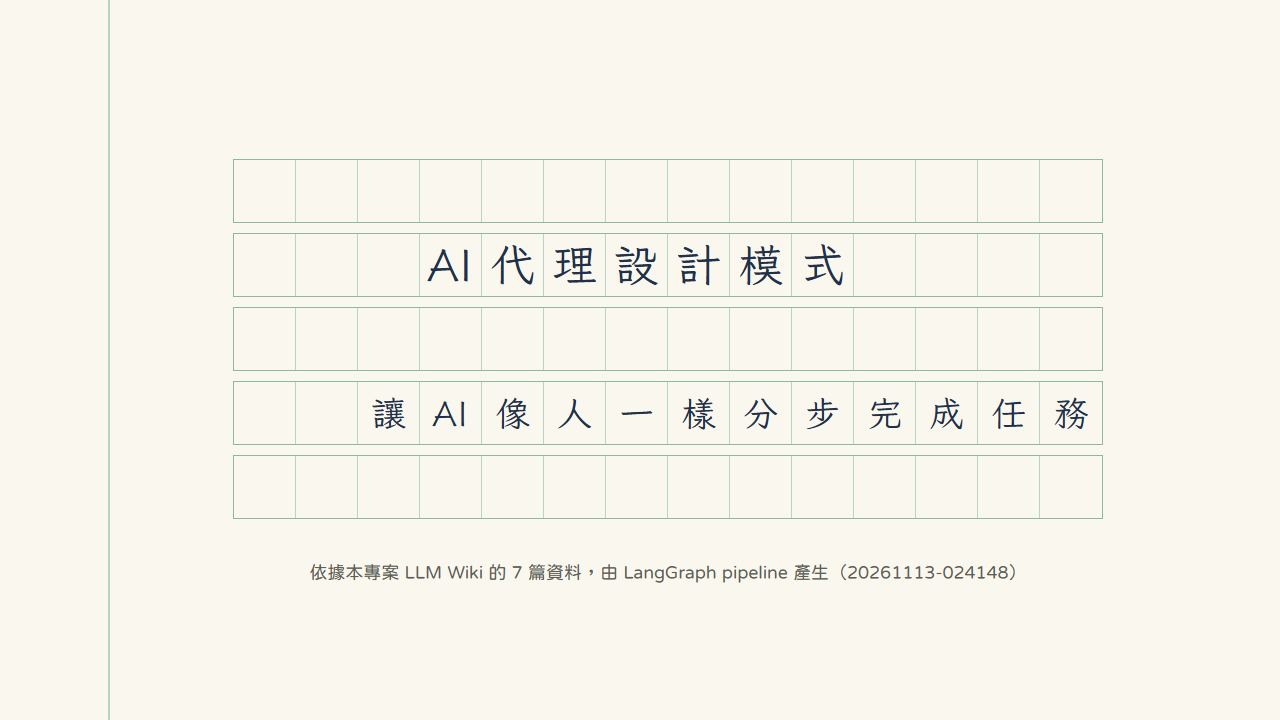 AI代理設計模式
讓AI像人一樣分步完成任務
依據本專案 LLM Wiki 的 7 篇資料，由 LangGraph pipeline 產生（20261113-024148）